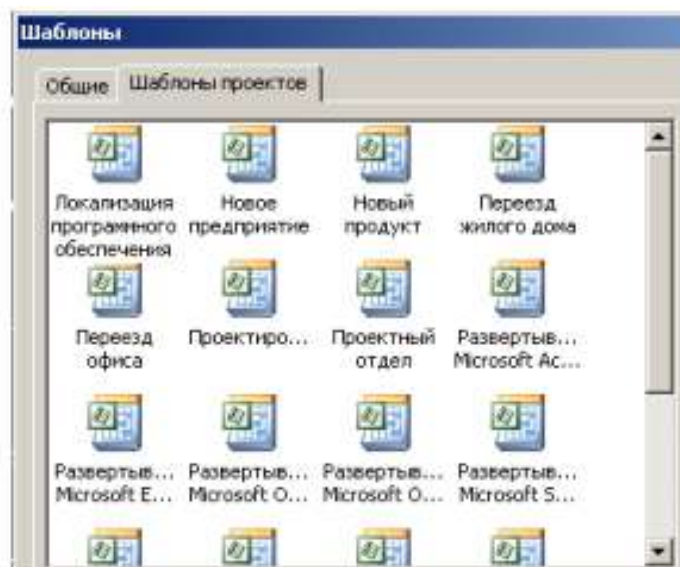 Шаблоны
Общие Шаблоны проектов
Локализация Новое Новый Переезд
программного предприятие продукт жилого дома
обеспечения
Переезд Проектиро... Проектный Развертыв...
офиса отдел Microsoft Ac...
Развертыв... Развертыв... Развертыв... Развертыв...
Microsoft E... Microsoft O... Microsoft O... Microsoft S...